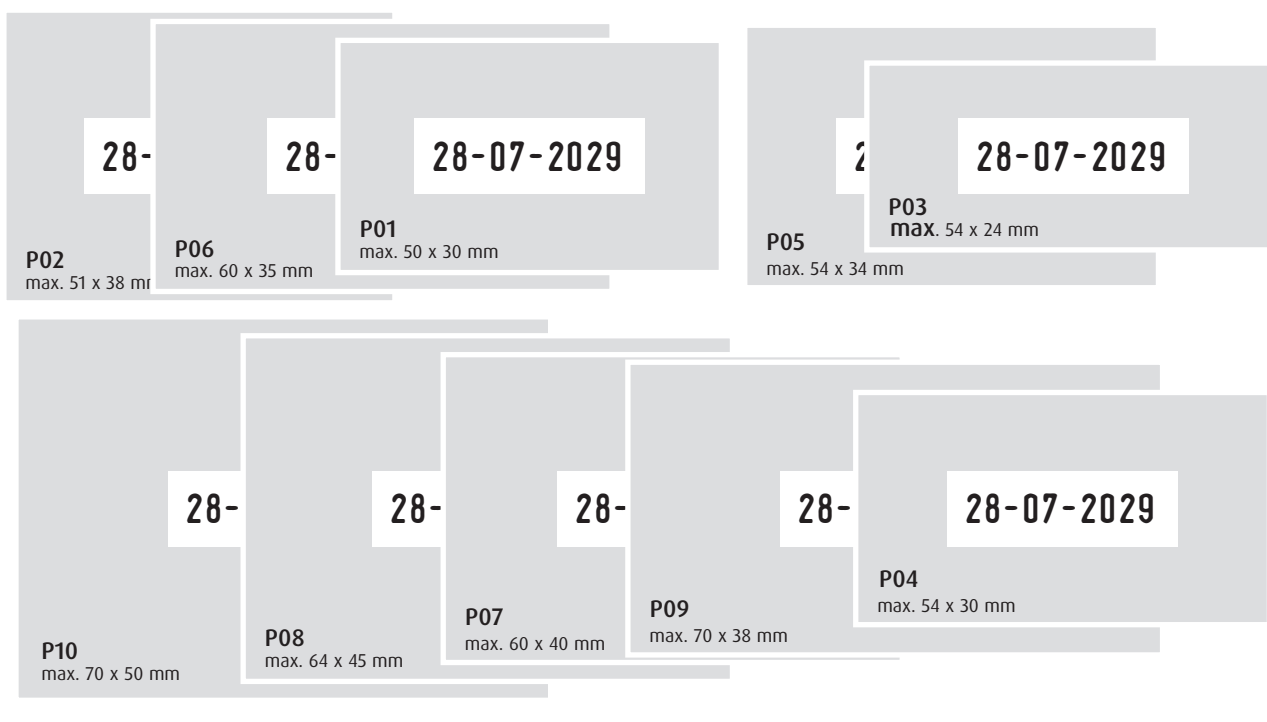 28-
28-
28-07-2029
2
28-07-2029
P02
max. 51 x 38 mm
P06
max. 60 x 35 mm
P01
max. 50 x 30 mm
P05
max. 54 x 34 mm
P03
max. 54 x 24 mm
28-
28-
28-
28-
28-07-2029
P10
max. 70 x 50 mm
P08
max. 64 x 45 mm
P07
max. 60 x 40 mm
P09
max. 70 x 38 mm
P04
max. 54 x 30 mm